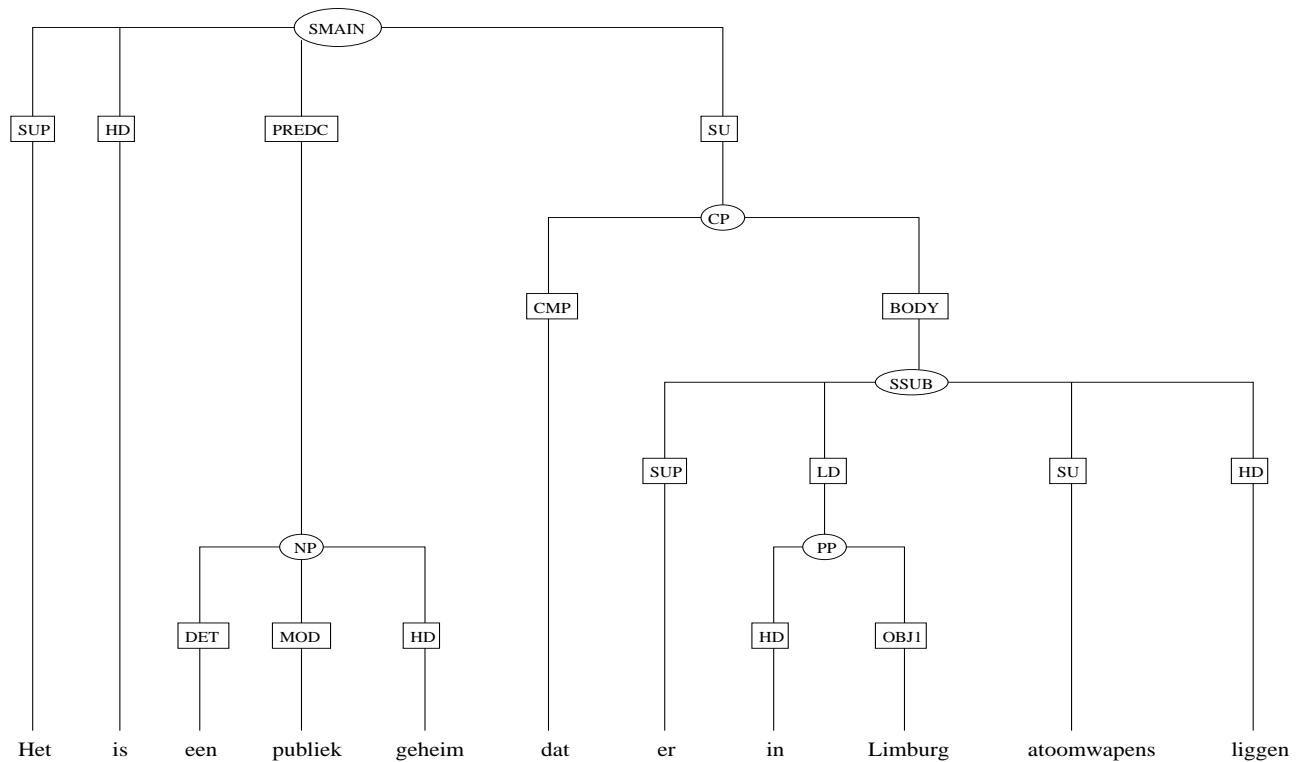 SMAIN
SUP HD PREDC SU
CP
CMP BODY
SSUB
SUP LD SU HD
NP PP
DET MOD HD HD OBJ1
Het is een publiek geheim dat er in Limburg atoomwapens liggen